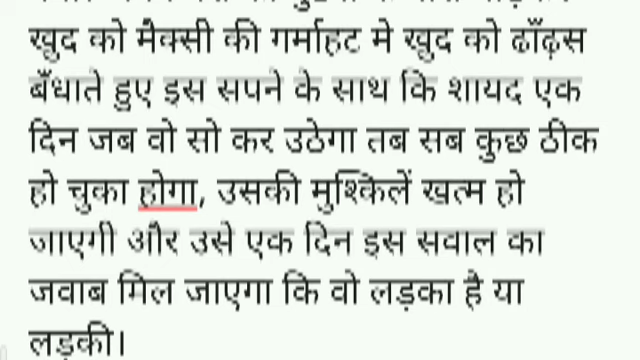 खुद को मैक्सी की गर्माहट मे खुद को ढाँढ़स
बँधाते हुए इस सपने के साथ कि शायद एक
दिन जब वो सो कर उठेगा तब सब कुछ ठीक
हो चुका होगा, उसकी मुश्किलें खत्म हो
जाएगी और उसे एक दिन इस सवाल का
जवाब मिल जाएगा कि वो लड़का है या
लड़की।